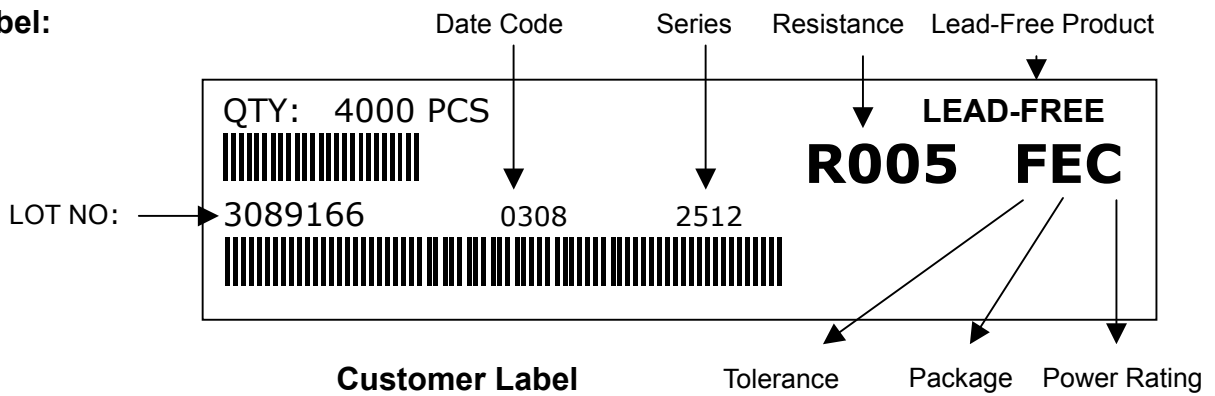 bel:
Date Code Series Resistance Lead-Free Product
QTY: 4000 PCS LEAD-FREE
R005 FEC
LOT NO: 3089166 0308 2512
Customer Label Tolerance Package Power Rating